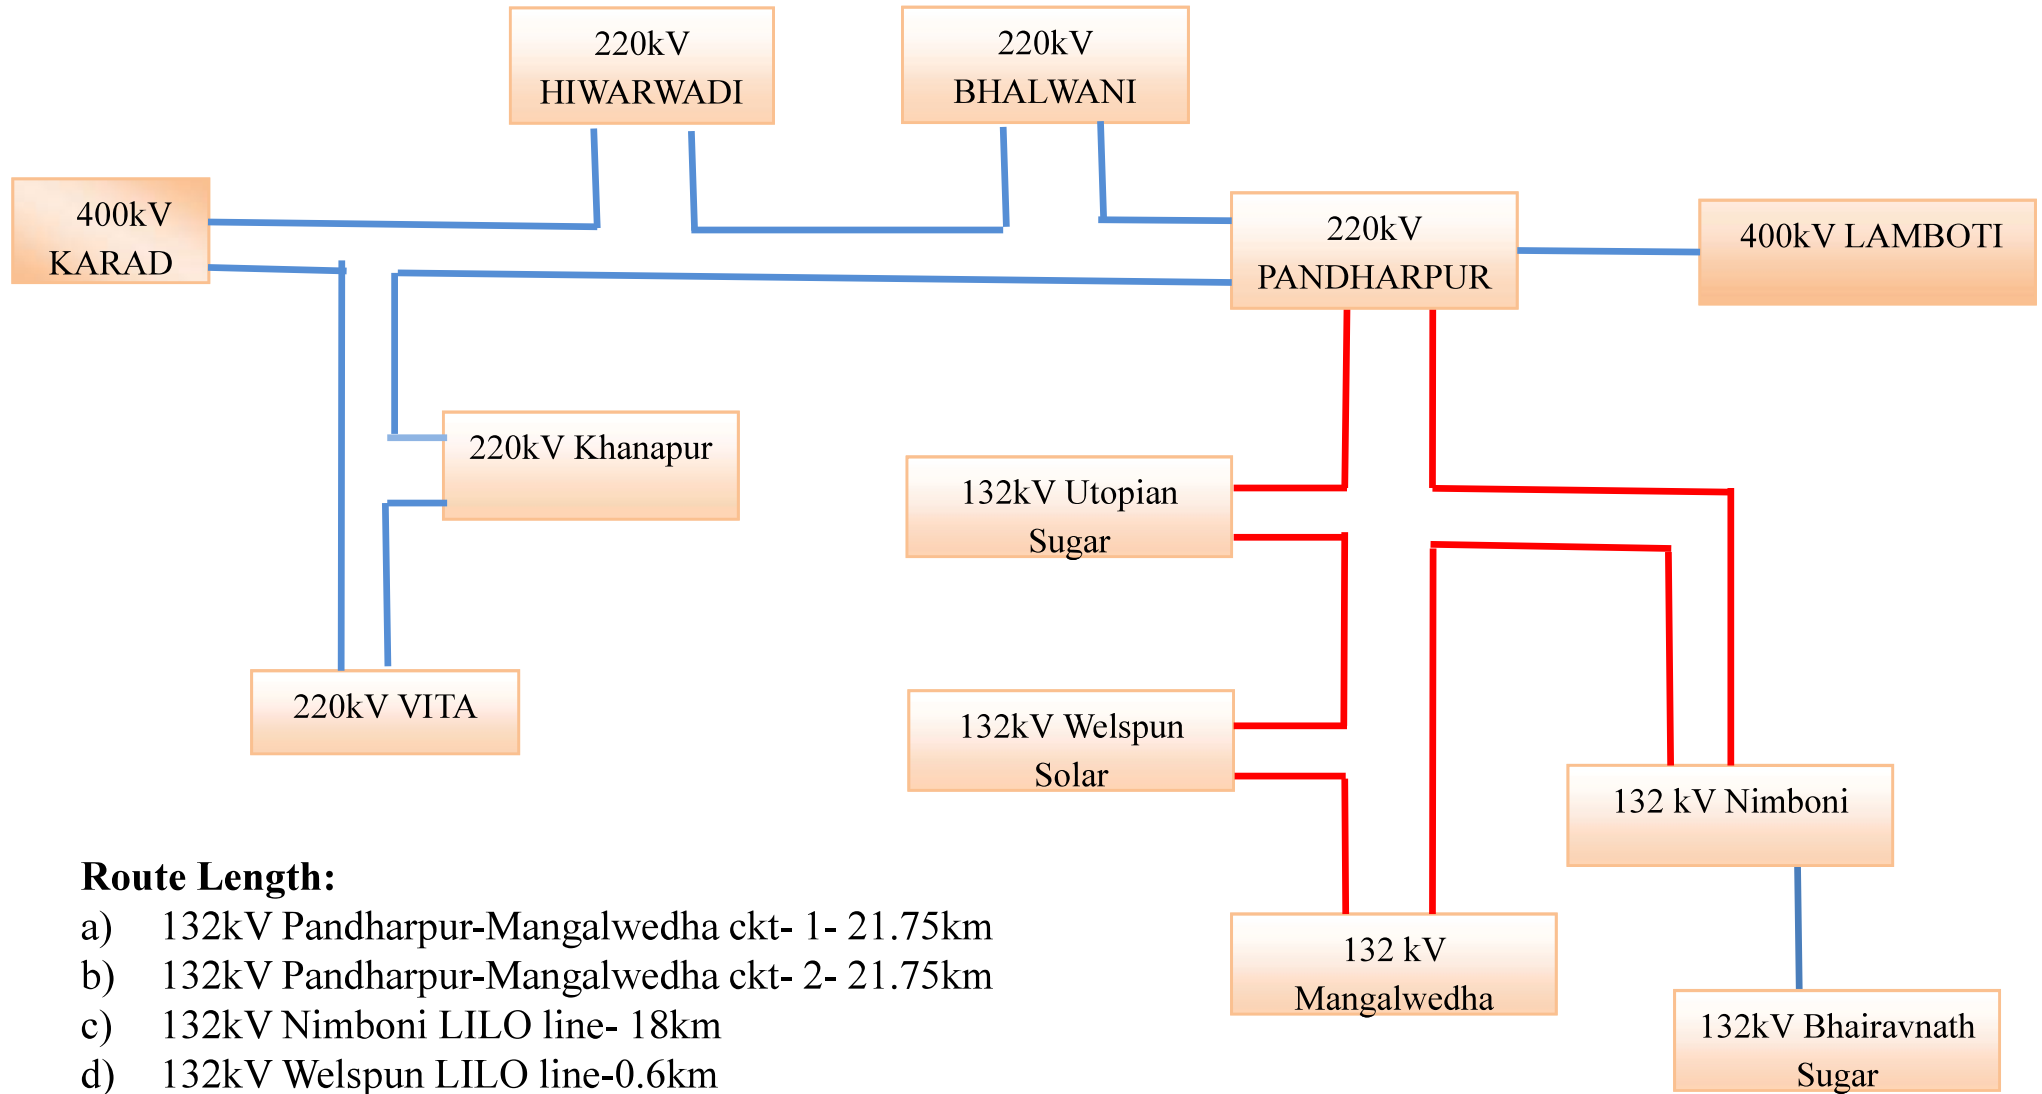 220kV
HIWARWADI
220kV
BHALWANI
400kV
KARAD
220kV
PANDHARPUR
400kV LAMBOTI
220kV Khanapur
132kV Utopian
Sugar
220kV VITA
132kV Welspun
Solar
132 kV Nimboni
132 kV
Mangalwedha
132kV Bhairavnath
Sugar
Route Length:
a) 132kV Pandharpur-Mangalwedha ckt- 1- 21.75km
b) 132kV Pandharpur-Mangalwedha ckt- 2- 21.75km
c) 132kV Nimboni LILO line- 18km
d) 132kV Welspun LILO line-0.6km